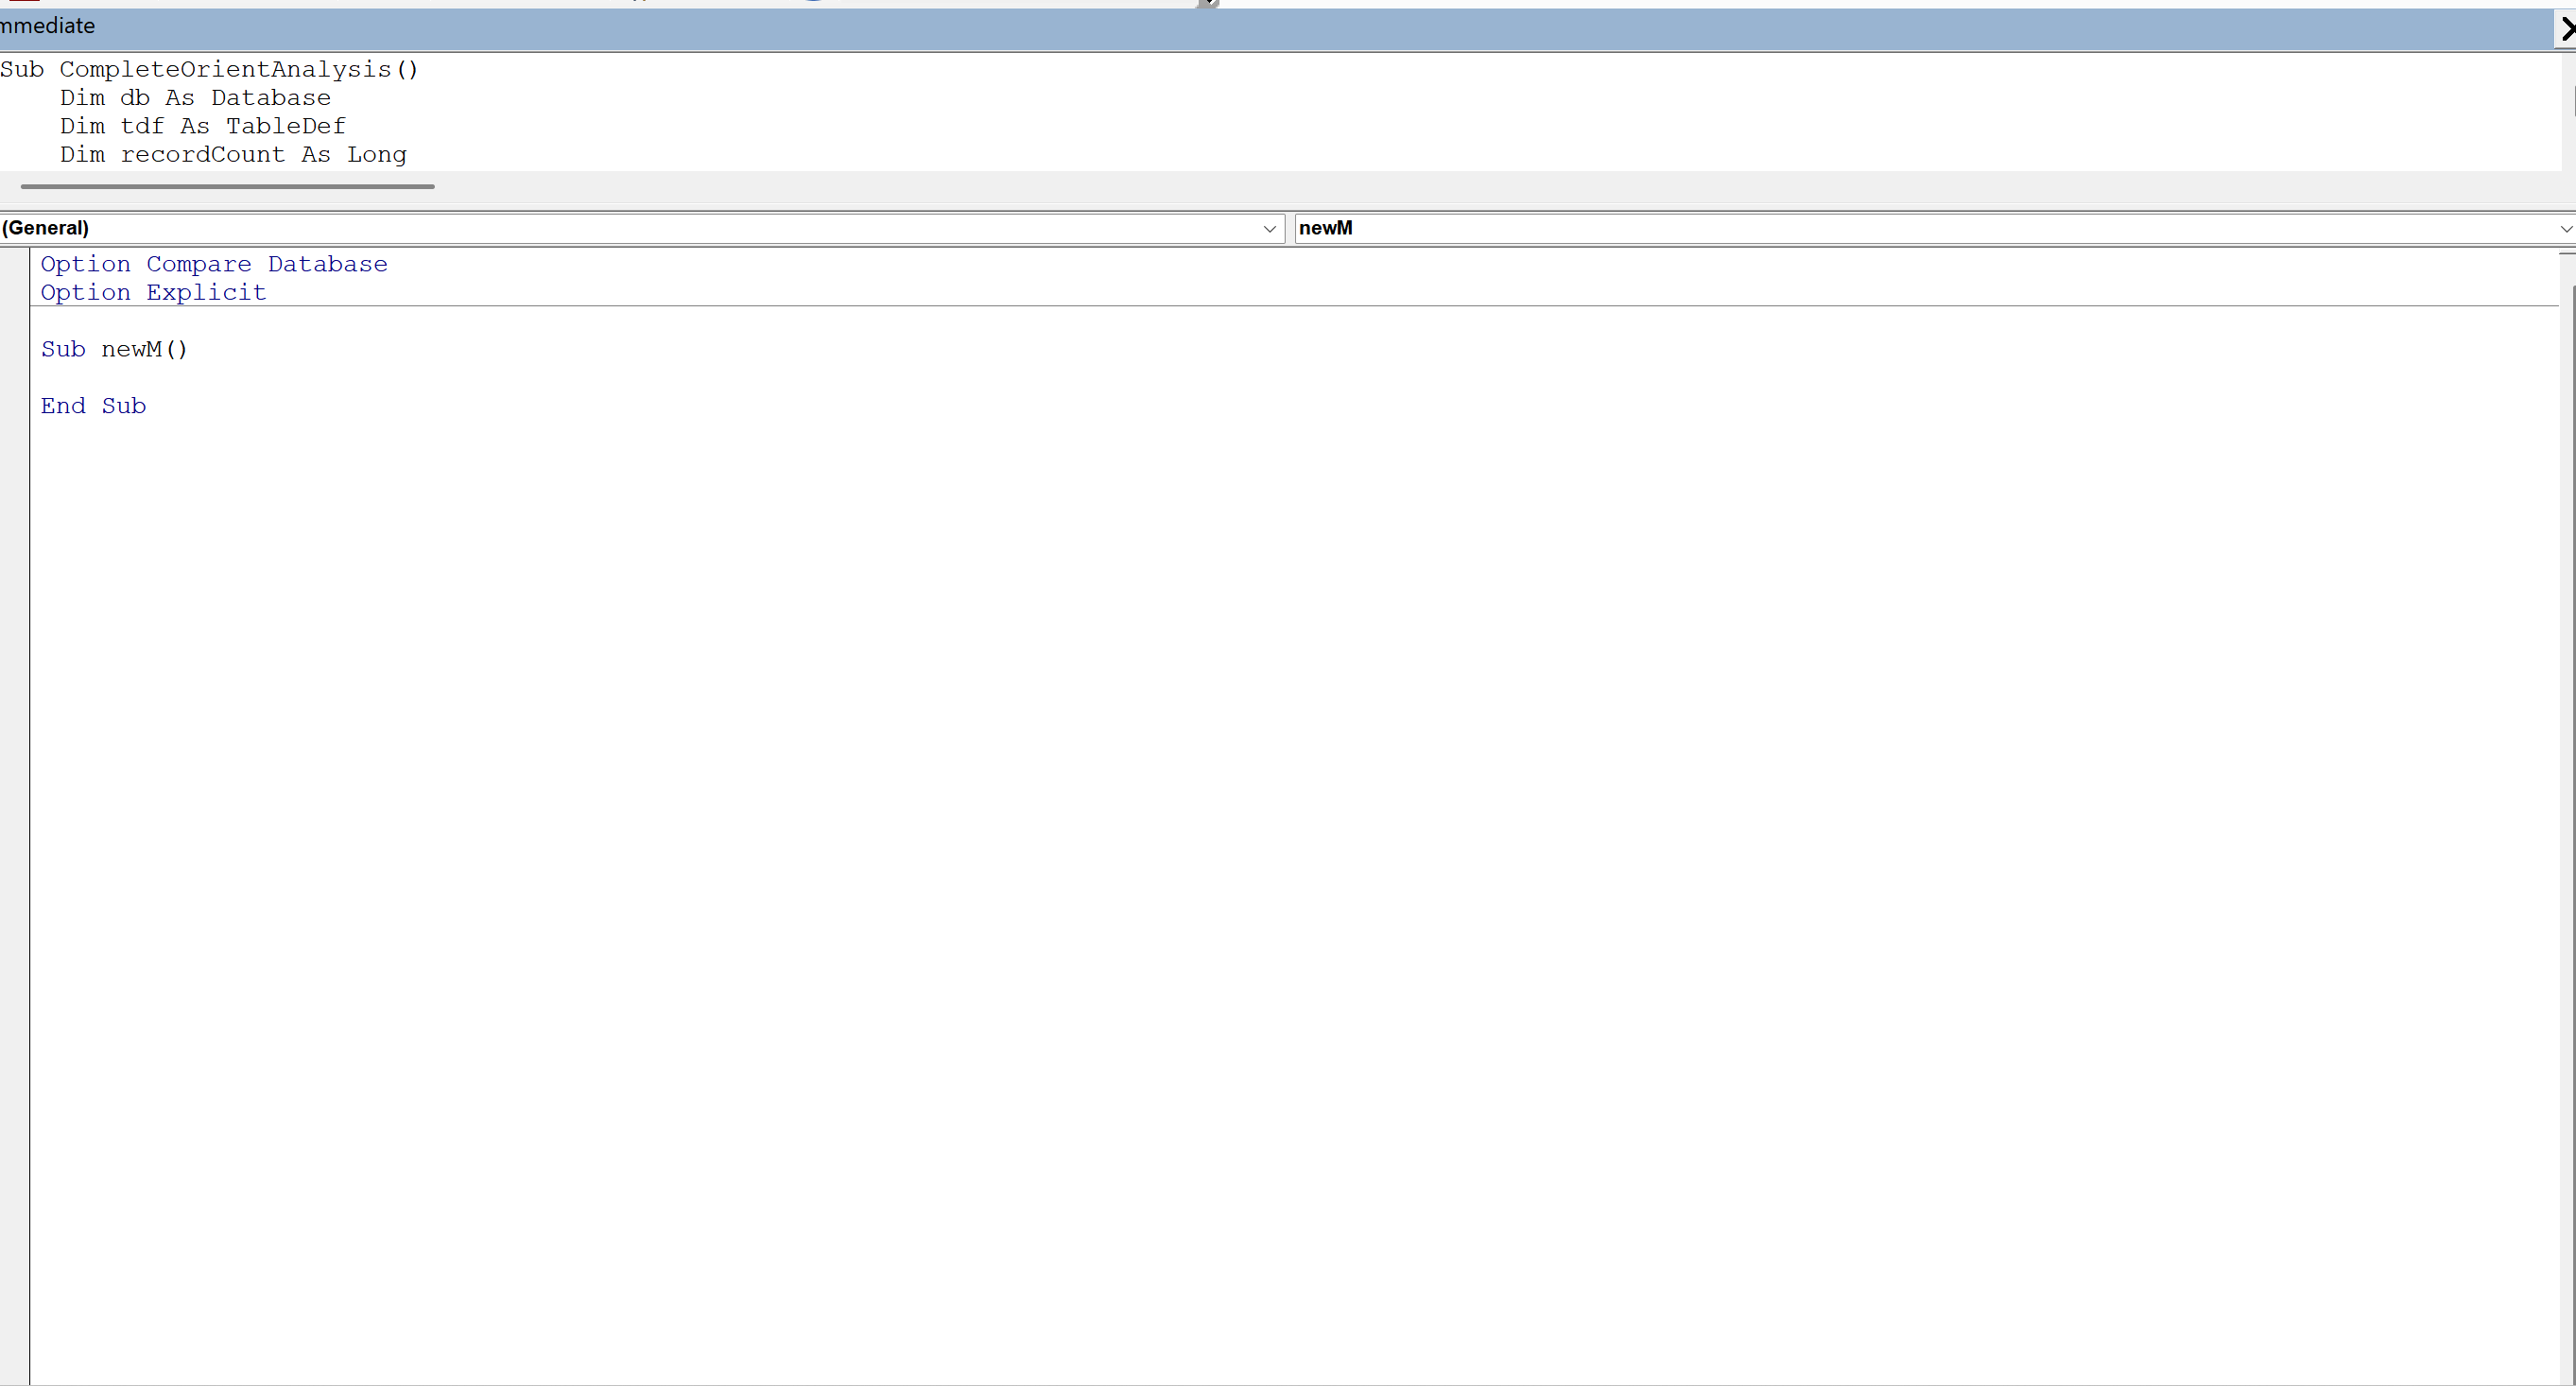 mmediate
Sub CompleteOrientAnalysis()
    Dim db As Database
    Dim tdf As TableDef
    Dim recordCount As Long
(General)
newM
Option Compare Database
Option Explicit
Sub newM()
End Sub